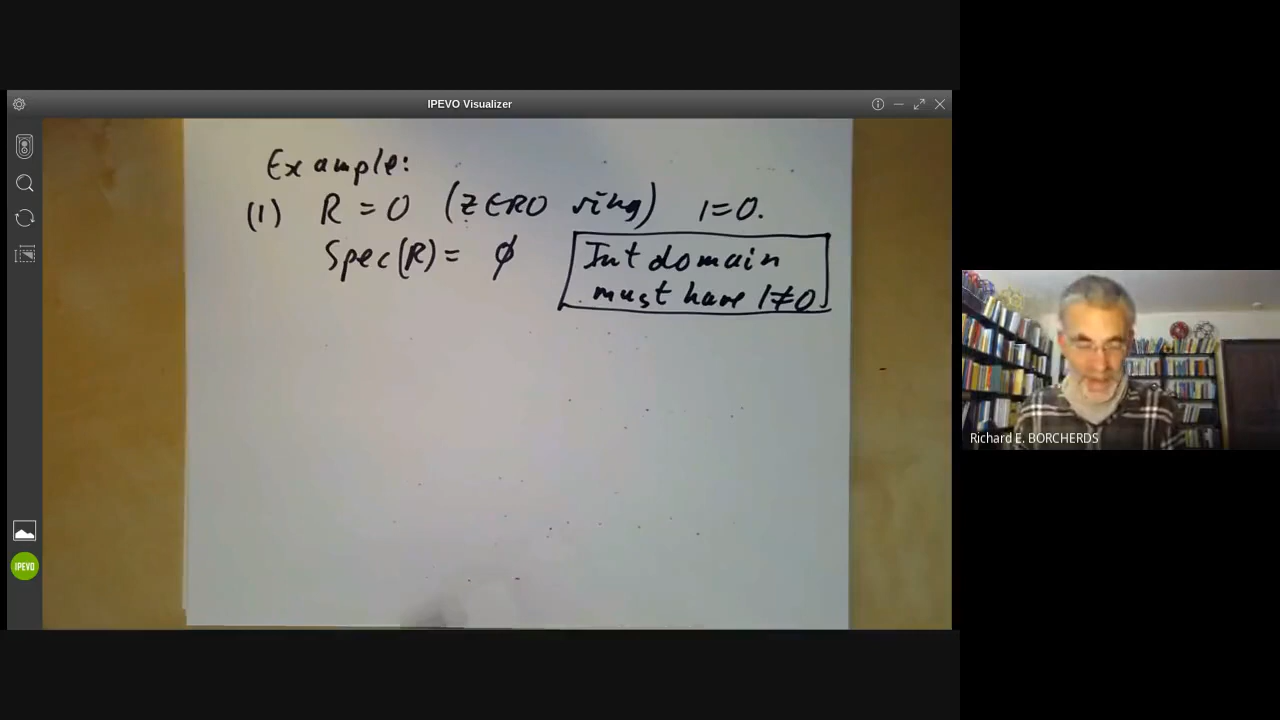 IPEVO Visualizer
Example:
(1) R = 0 (ZERO ring) 1=0.
Spec(R) = ϕ
Int domain
must have 1≠0
IPEVO
Richard E. BORCHERDS